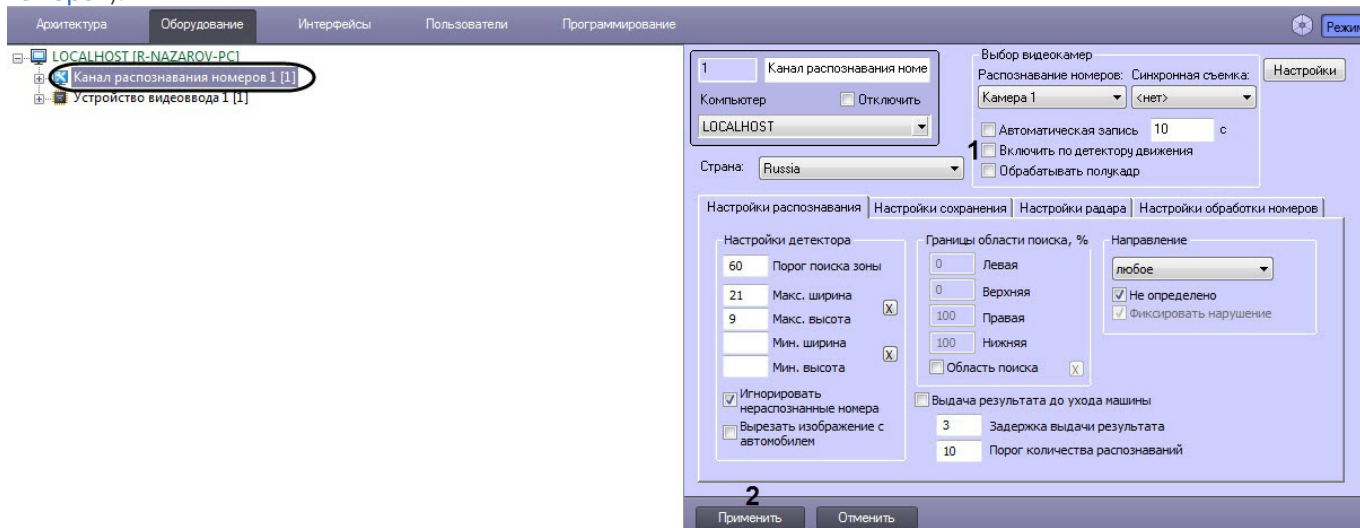 Архитектура Оборудование Интерфейсы Пользователи Программирование
LOCALHOST [R-NAZAROV-PC]
Канал распознавания номеров 1 [1]
Устройство видеоввода 1 [1]
1 Канал распознавания номе
Компьютер Отключить
LOCALHOST
Страна: Russia
Выбор видеокамер
Распознавание номеров: Синхронная съемка:
Камера 1 <нет>
Настройки
Автоматическая запись 10 с
1 Включить по детектору движения
Обрабатывать полукадр
Настройки распознавания Настройки сохранения Настройки радара Настройки обработки номеров
Настройки детектора
60 Порог поиска зоны
21 Макс. ширина
X
9 Макс. высота
Мин. ширина
X
Мин. высота
Игнорировать
нераспознанные номера
Вырезать изображение с
автомобилем
Границы области поиска, %
0 Левая
0 Верхняя
100 Правая
100 Нижняя
Область поиска X
Направление
любое
Не определено
Фиксировать нарушение
Выдача результата до ухода машины
3 Задержка выдачи результата
10 Порог количества распознаваний
2
Применить Отменить